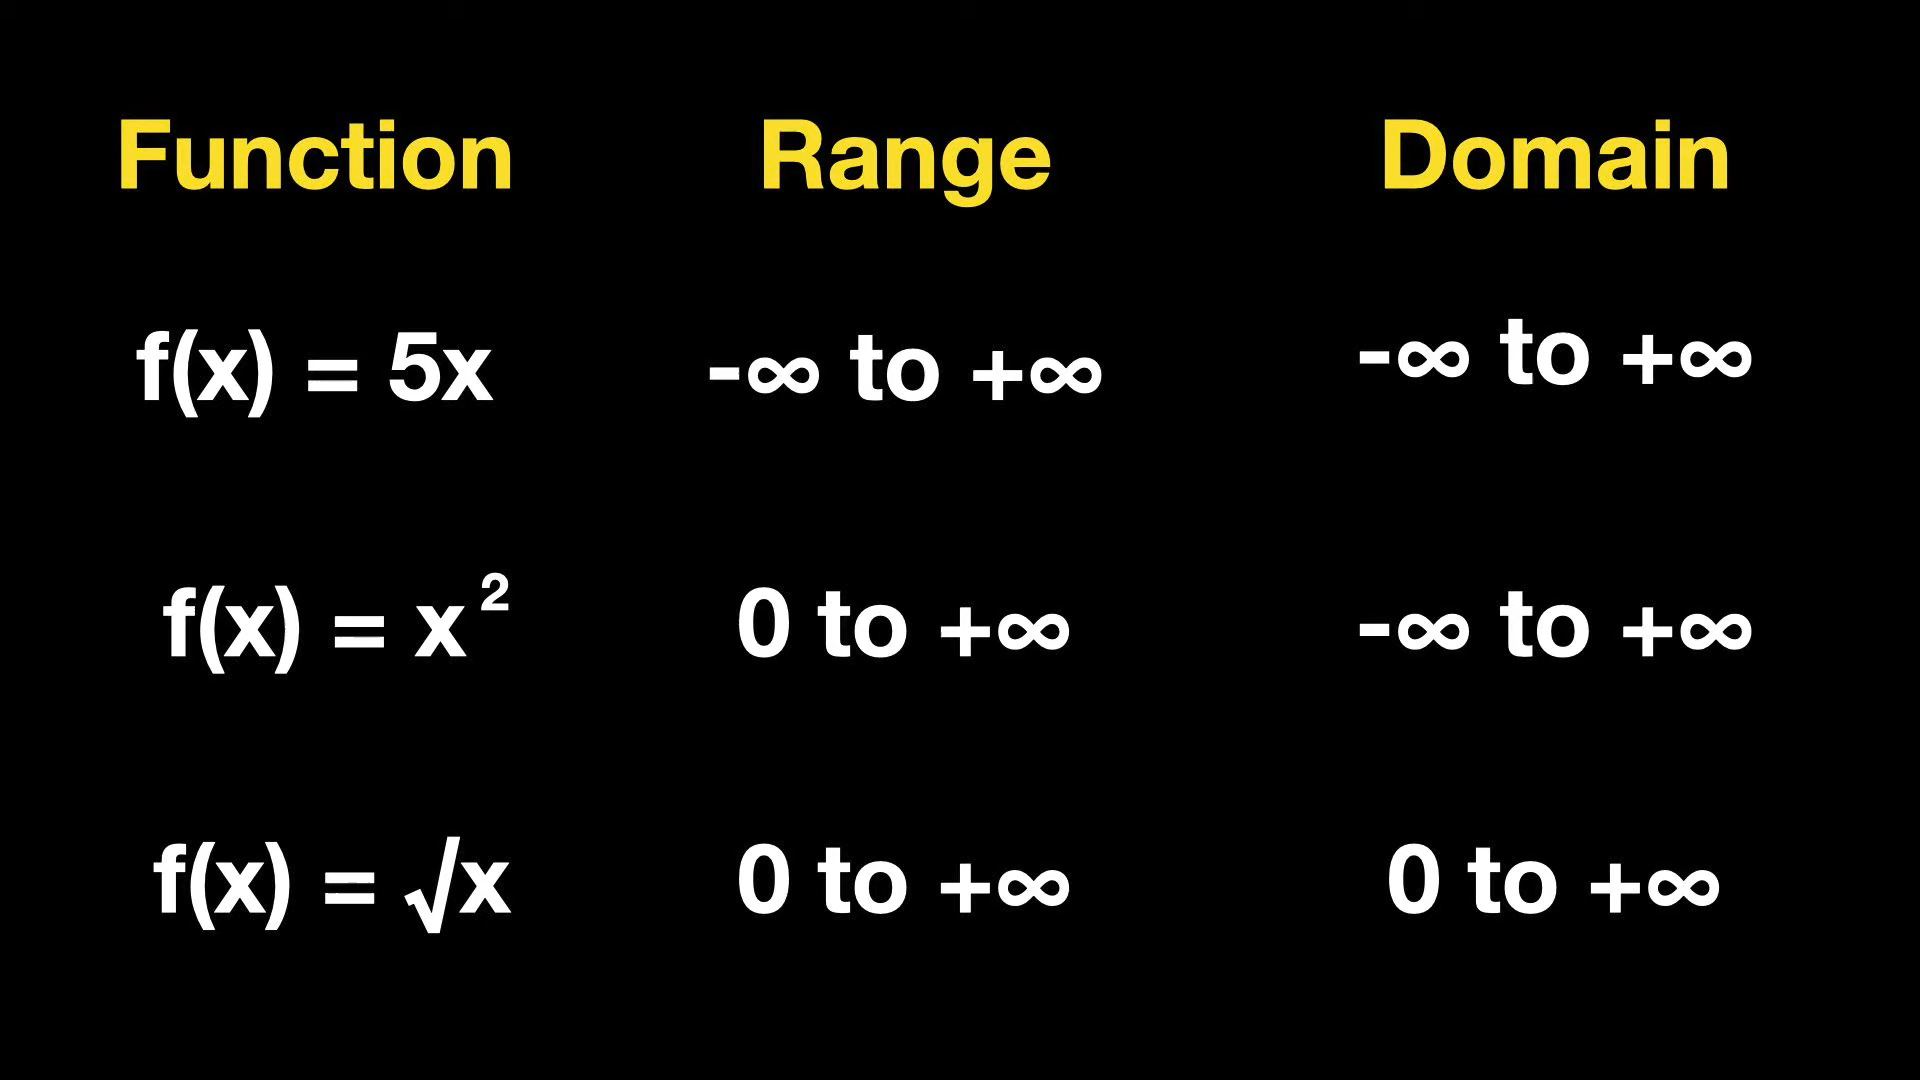 Function Range Domain
f(x) = 5x -∞ to +∞ -∞ to +∞
f(x) = x² 0 to +∞ -∞ to +∞
f(x) = √x 0 to +∞ 0 to +∞